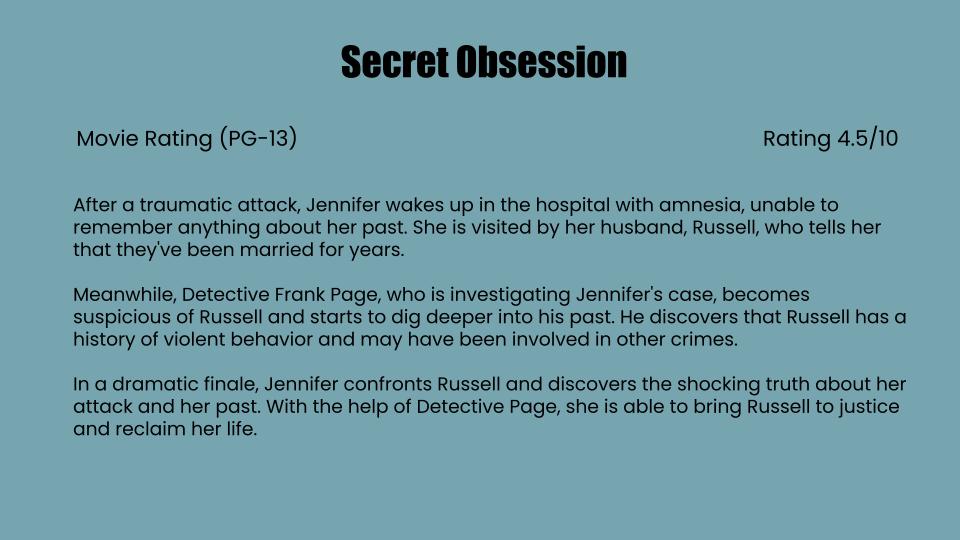 Secret Obsession
Movie Rating (PG-13)
Rating 4.5/10
After a traumatic attack, Jennifer wakes up in the hospital with amnesia, unable to
remember anything about her past. She is visited by her husband, Russell, who tells her
that they've been married for years.
Meanwhile, Detective Frank Page, who is investigating Jennifer's case, becomes
suspicious of Russell and starts to dig deeper into his past. He discovers that Russell has a
history of violent behavior and may have been involved in other crimes.
In a dramatic finale, Jennifer confronts Russell and discovers the shocking truth about her
attack and her past. With the help of Detective Page, she is able to bring Russell to justice
and reclaim her life.